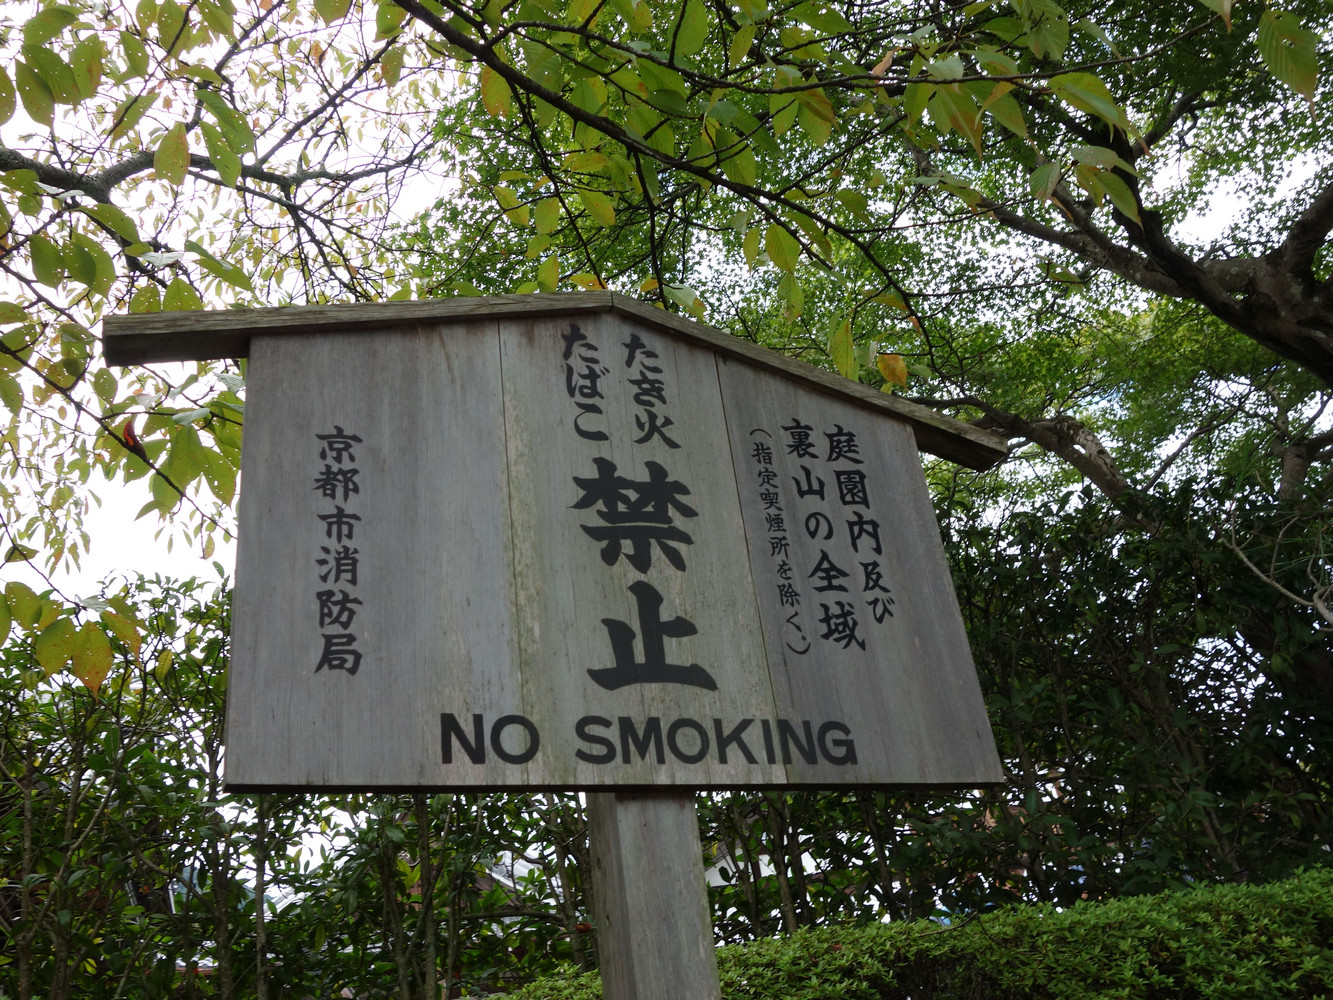 庭園内及び
裏山の全域
(指定喫煙所を除く。)
たき火
たばこ
禁止
京都市消防局
NO SMOKING